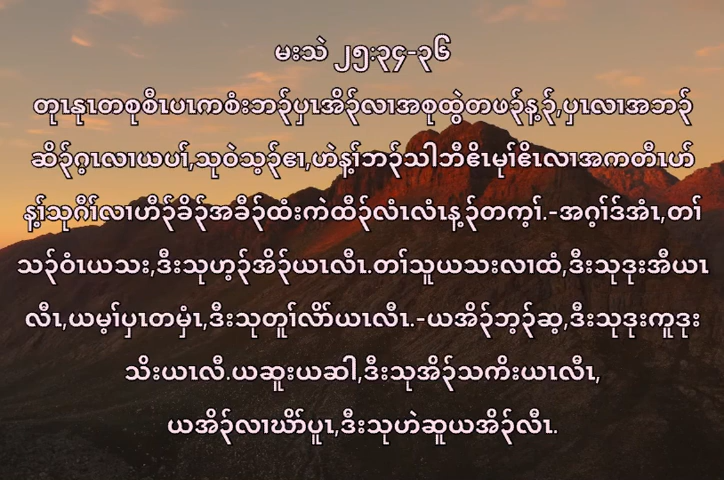 မးသဲ ၂၅:၃၄-၃၆
တုၤနုၤတစုစီၤပၤကစံးဘၣ်ပှၤအိၣ်လၢအစုထွဲတဖၣ်န့ၣ်,ပှၤလၢအဘၣ်
ဆိၣ်ဂ့ၤလၢယပၢ်,သုဝဲသ့ၣ်ဧၢ,ဟဲန့ၢ်ဘၣ်သါဘီဧိၤမုၢ်ဧိၤလၢအကတီၤဟ်
န့ၢ်သုဂီၢ်လၢဟီၣ်ခိၣ်အခီၣ်ထံးကဲထီၣ်လံၤလံၤန့ၣ်တက့ၢ်.-အဂ့ၢ်ဒ်အံၤ,တၢ်
သၣ်ဝံၤယသး,ဒီးသုဟ့ၣ်အိၣ်ယၤလီၤ.တၢ်သူယသးလၢထံ,ဒီးသုဒုးအီယၤ
လီၤ,ယမ့ၢ်ပှၤတမှံၤ,ဒီးသုတူၢ်လိာ်ယၤလီၤ.-ယအိၣ်ဘ့ၣ်ဆ့,ဒီးသုဒုးကူဒုး
သိးယၤလီ.ယဆူးယဆါ,ဒီးသုအိၣ်သကိးယၤလီၤ,
ယအိၣ်လၢဃိာ်ပူၤ,ဒီးသုဟဲဆူယအိၣ်လီၤ.